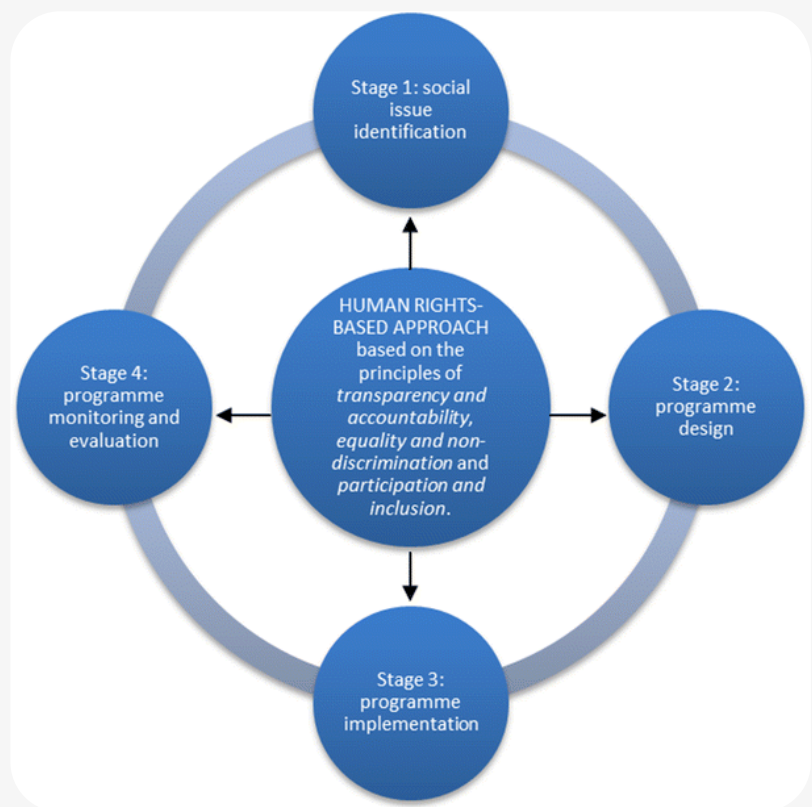 Stage 1: social
issue
identification
HUMAN RIGHTS-
BASED APPROACH
based on the
principles of
transparency and
accountability,
equality and non-
discrimination and
participation and
inclusion.
Stage 4:
programme
monitoring and
evaluation
Stage 2:
programme
design
Stage 3:
programme
implementation